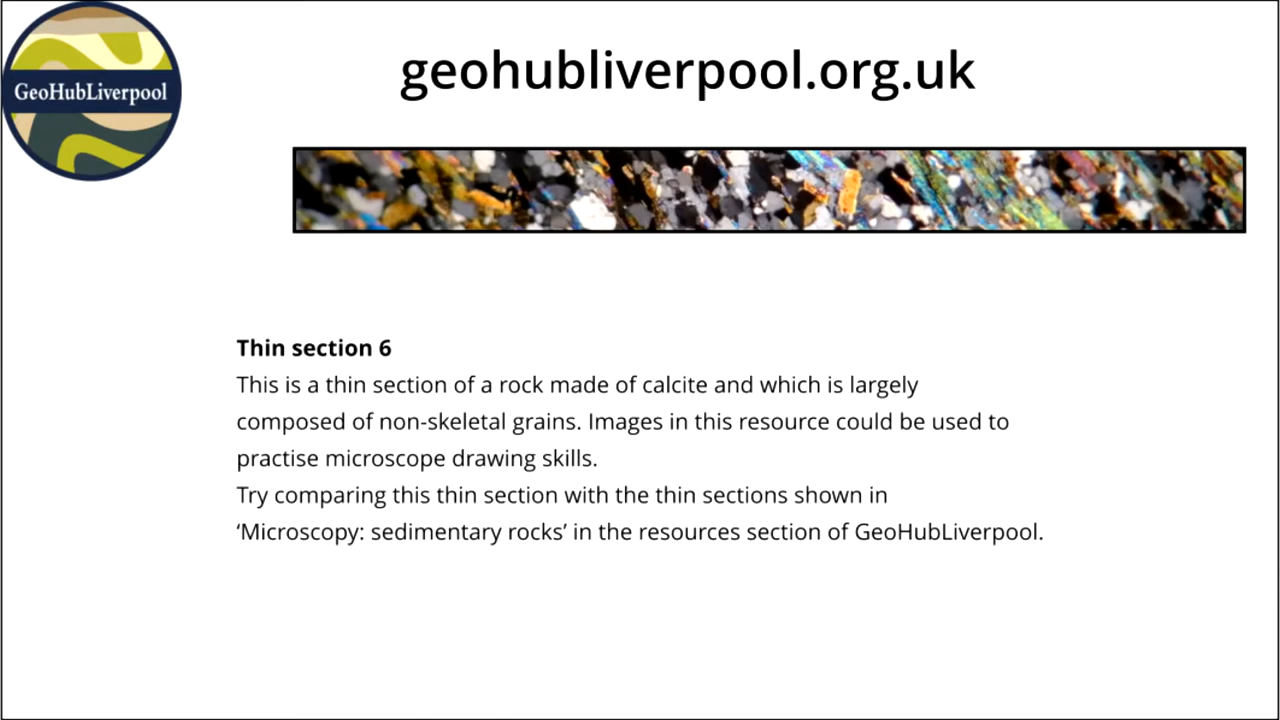 GeoHubLiverpool
geohubliverpool.org.uk
Thin section 6
This is a thin section of a rock made of calcite and which is largely
composed of non-skeletal grains. Images in this resource could be used to
practise microscope drawing skills.
Try comparing this thin section with the thin sections shown in
‘Microscopy: sedimentary rocks’ in the resources section of GeoHubLiverpool.